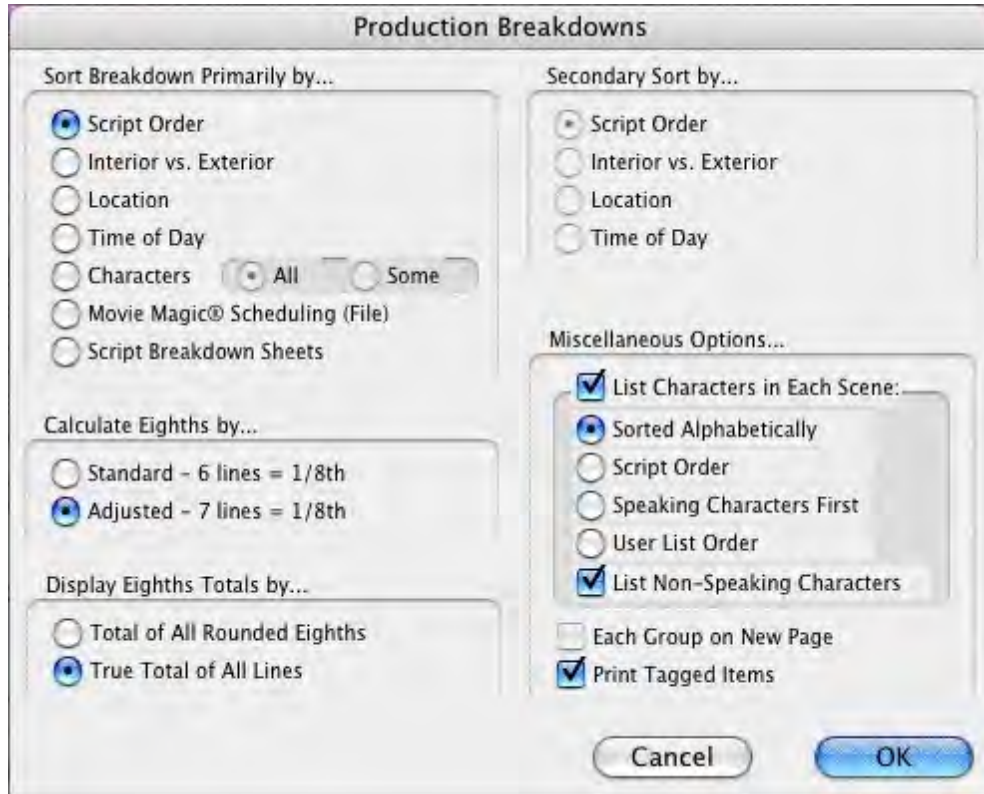 Production Breakdowns
Sort Breakdown Primarily by...
Script Order
Interior vs. Exterior
Location
Time of Day
Characters All Some
Movie Magic® Scheduling (File)
Script Breakdown Sheets
Calculate Eighths by...
Standard – 6 lines = 1/8th
Adjusted – 7 lines = 1/8th
Display Eighths Totals by...
Total of All Rounded Eighths
True Total of All Lines
Secondary Sort by...
Script Order
Interior vs. Exterior
Location
Time of Day
Miscellaneous Options...
List Characters in Each Scene:
Sorted Alphabetically
Script Order
Speaking Characters First
User List Order
List Non-Speaking Characters
Each Group on New Page
Print Tagged Items
Cancel
OK